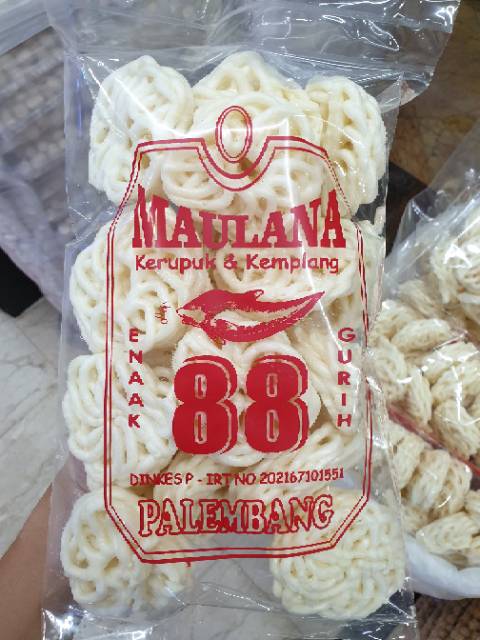 MAULANA
Kerupuk & Kemplang
ENAAK
88
GURIH
DINKES P - IRT NO 202167101551
PALEMBANG